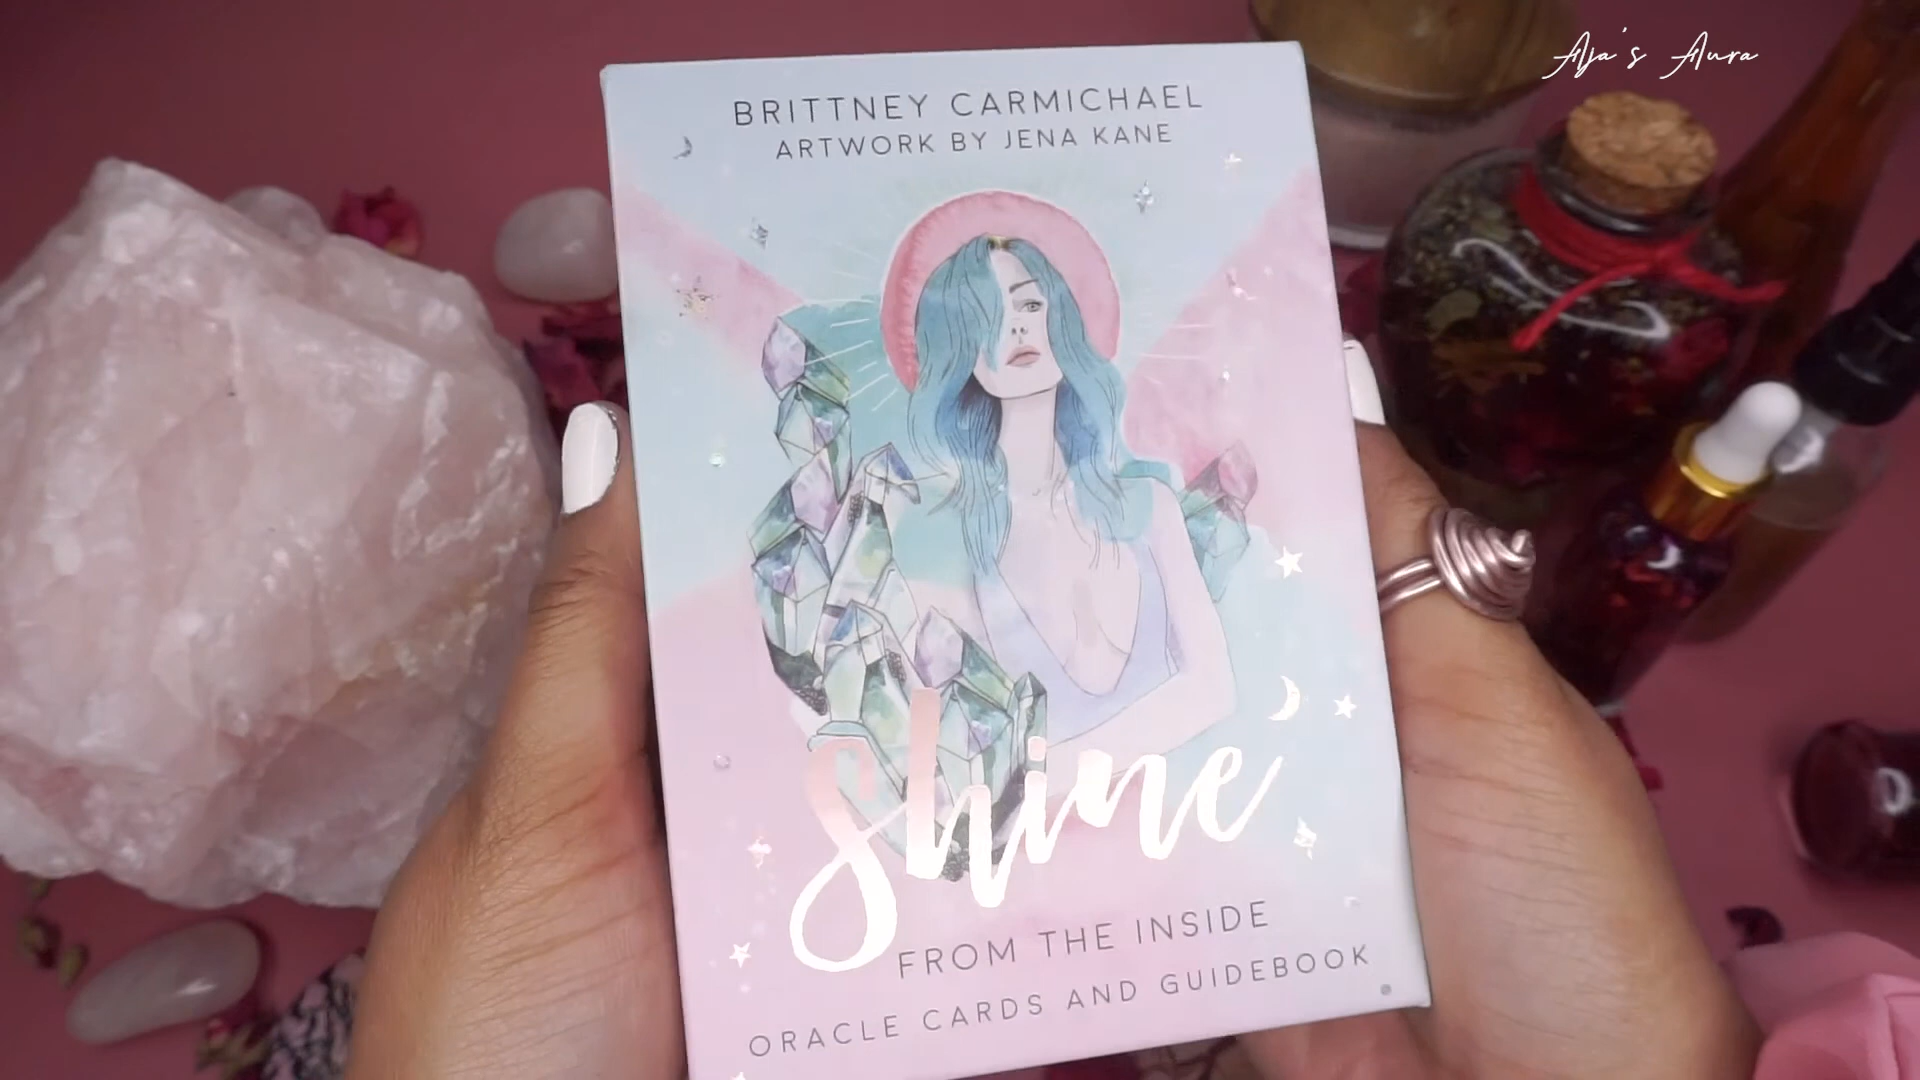 Aja's Aura
BRITTNEY CARMICHAEL
ARTWORK BY JENA KANE
Shine
FROM THE INSIDE
ORACLE CARDS AND GUIDEBOOK